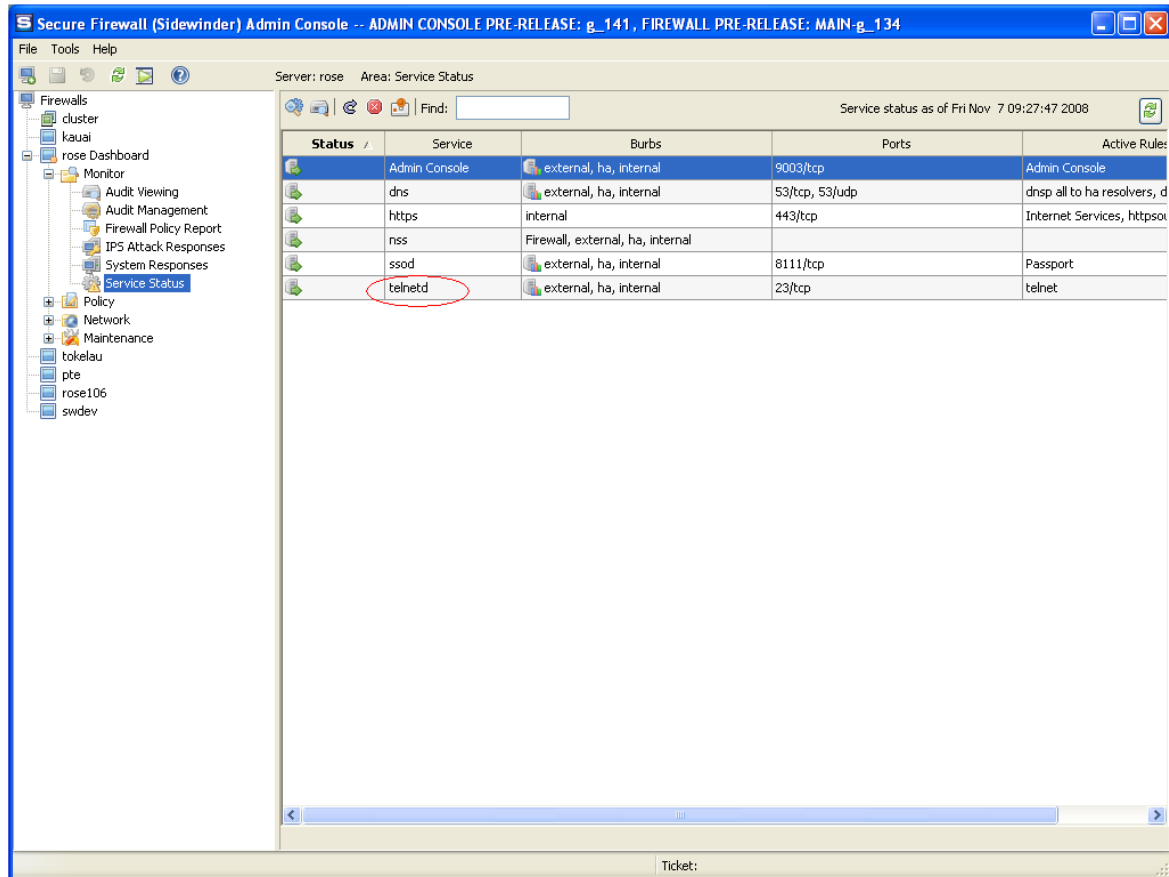 Secure Firewall (Sidewinder) Admin Console -- ADMIN CONSOLE PRE-RELEASE: g_141, FIREWALL PRE-RELEASE: MAIN-g_134
File Tools Help
Server: rose Area: Service Status
Firewalls
cluster
kauai
rose Dashboard
Monitor
Audit Viewing
Audit Management
Firewall Policy Report
IPS Attack Responses
System Responses
Service Status
Policy
Network
Maintenance
tokelau
pte
rose106
swdev
Find: Service status as of Fri Nov 7 09:27:47 2008
Status Service Burbs Ports Active Rules
Admin Console external, ha, internal 9003/tcp Admin Console
dns external, ha, internal 53/tcp, 53/udp dnsp all to ha resolvers, d
https internal 443/tcp Internet Services, httpsou
nss Firewall, external, ha, internal
ssod external, ha, internal 8111/tcp Passport
telnetd external, ha, internal 23/tcp telnet
Ticket: